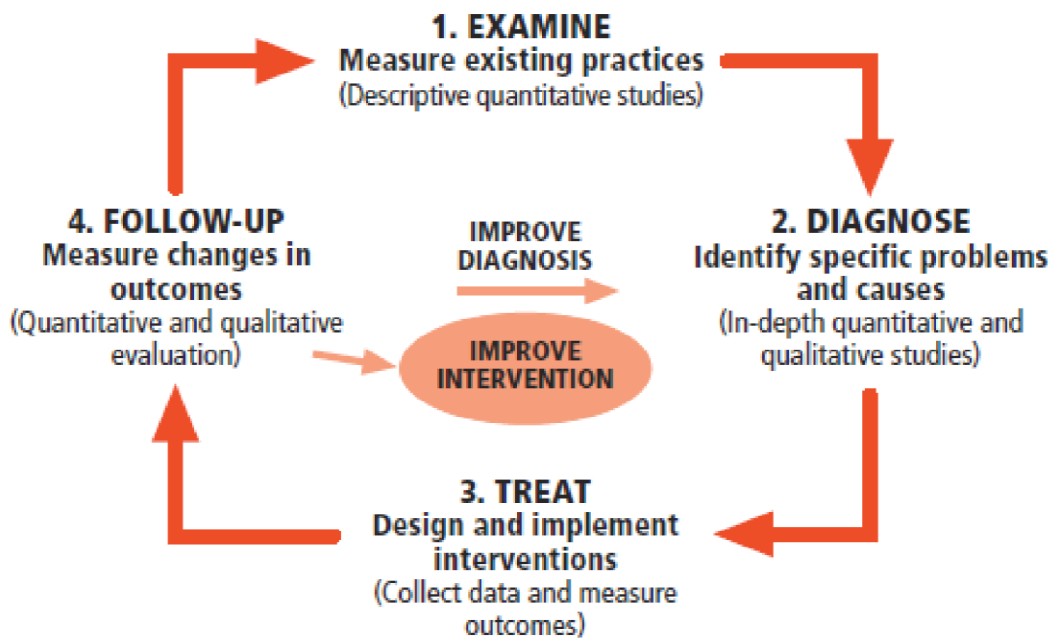 1. EXAMINE
Measure existing practices
(Descriptive quantitative studies)
2. DIAGNOSE
Identify specific problems
and causes
(In-depth quantitative and
qualitative studies)
3. TREAT
Design and implement
interventions
(Collect data and measure
outcomes)
4. FOLLOW-UP
Measure changes in
outcomes
(Quantitative and qualitative
evaluation)
IMPROVE
DIAGNOSIS
IMPROVE
INTERVENTION